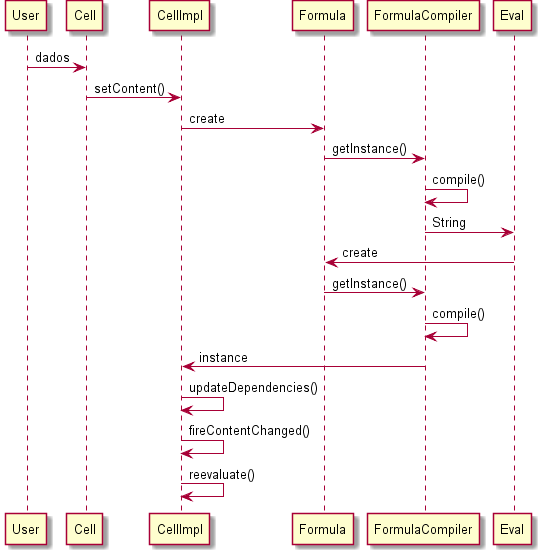 User Cell CellImpl Formula FormulaCompiler Eval
dados
setContent()
create
getInstance()
compile()
String
create
getInstance()
compile()
instance
updateDependencies()
fireContentChanged()
reevaluate()
User Cell CellImpl Formula FormulaCompiler Eval